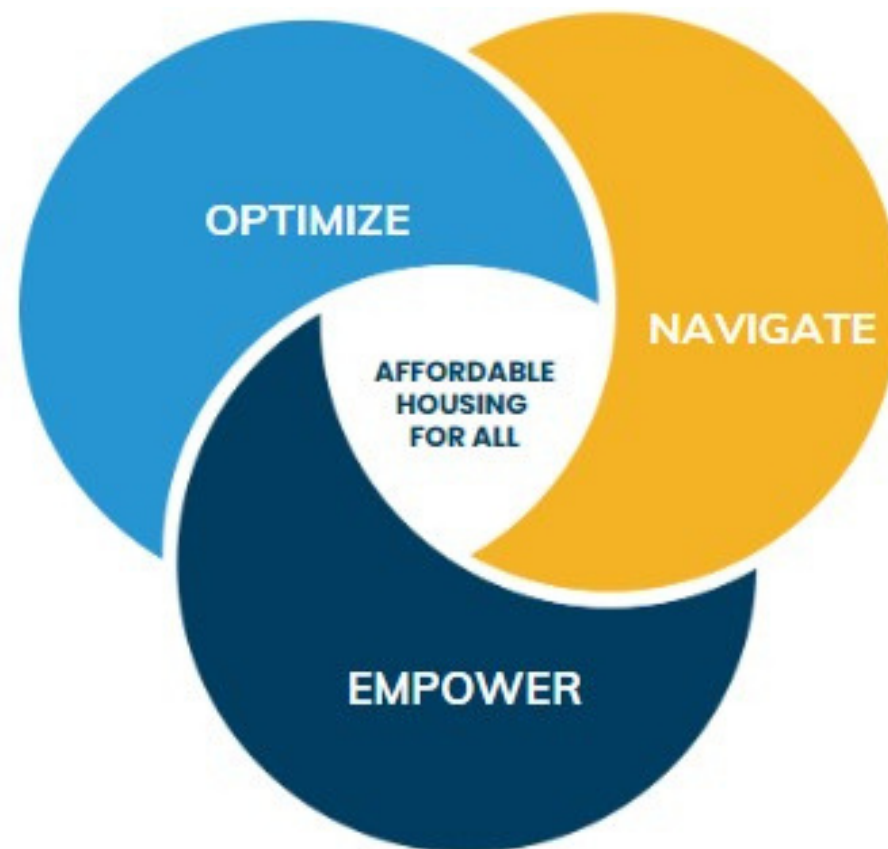 OPTIMIZE
NAVIGATE
AFFORDABLE
HOUSING
FOR ALL
EMPOWER